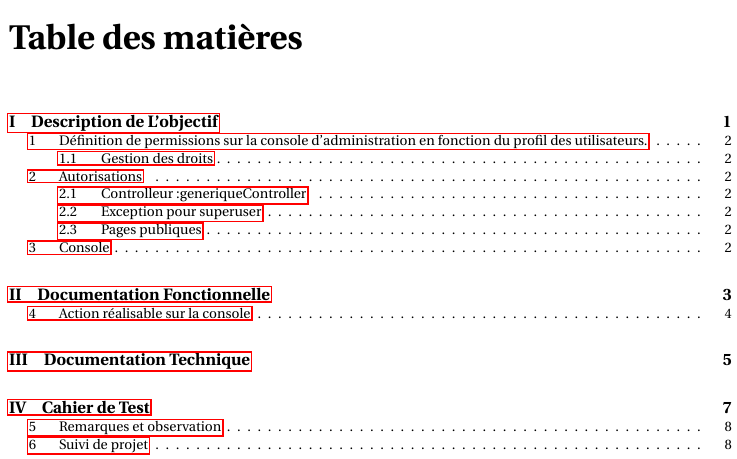 Table des matières
I Description de L'objectif 1
1 Définition de permissions sur la console d'administration en fonction du profil des utilisateurs. . . . . . 2
1.1 Gestion des droits . . . . . . . . . . . . . . . . . . . . . . . . . . . . . . . . . . . . . . . . . . . . . . . 2
2 Autorisations . . . . . . . . . . . . . . . . . . . . . . . . . . . . . . . . . . . . . . . . . . . . . . . . . . . . . 2
2.1 Controlleur :generiqueController . . . . . . . . . . . . . . . . . . . . . . . . . . . . . . . . . . . . . . 2
2.2 Exception pour superuser . . . . . . . . . . . . . . . . . . . . . . . . . . . . . . . . . . . . . . . . . . . 2
2.3 Pages publiques . . . . . . . . . . . . . . . . . . . . . . . . . . . . . . . . . . . . . . . . . . . . . . . . 2
3 Console . . . . . . . . . . . . . . . . . . . . . . . . . . . . . . . . . . . . . . . . . . . . . . . . . . . . . . . . . 2
II Documentation Fonctionnelle 3
4 Action réalisable sur la console . . . . . . . . . . . . . . . . . . . . . . . . . . . . . . . . . . . . . . . . . . . 4
III Documentation Technique 5
IV Cahier de Test 7
5 Remarques et observation . . . . . . . . . . . . . . . . . . . . . . . . . . . . . . . . . . . . . . . . . . . . . . 8
6 Suivi de projet . . . . . . . . . . . . . . . . . . . . . . . . . . . . . . . . . . . . . . . . . . . . . . . . . . . . . 8